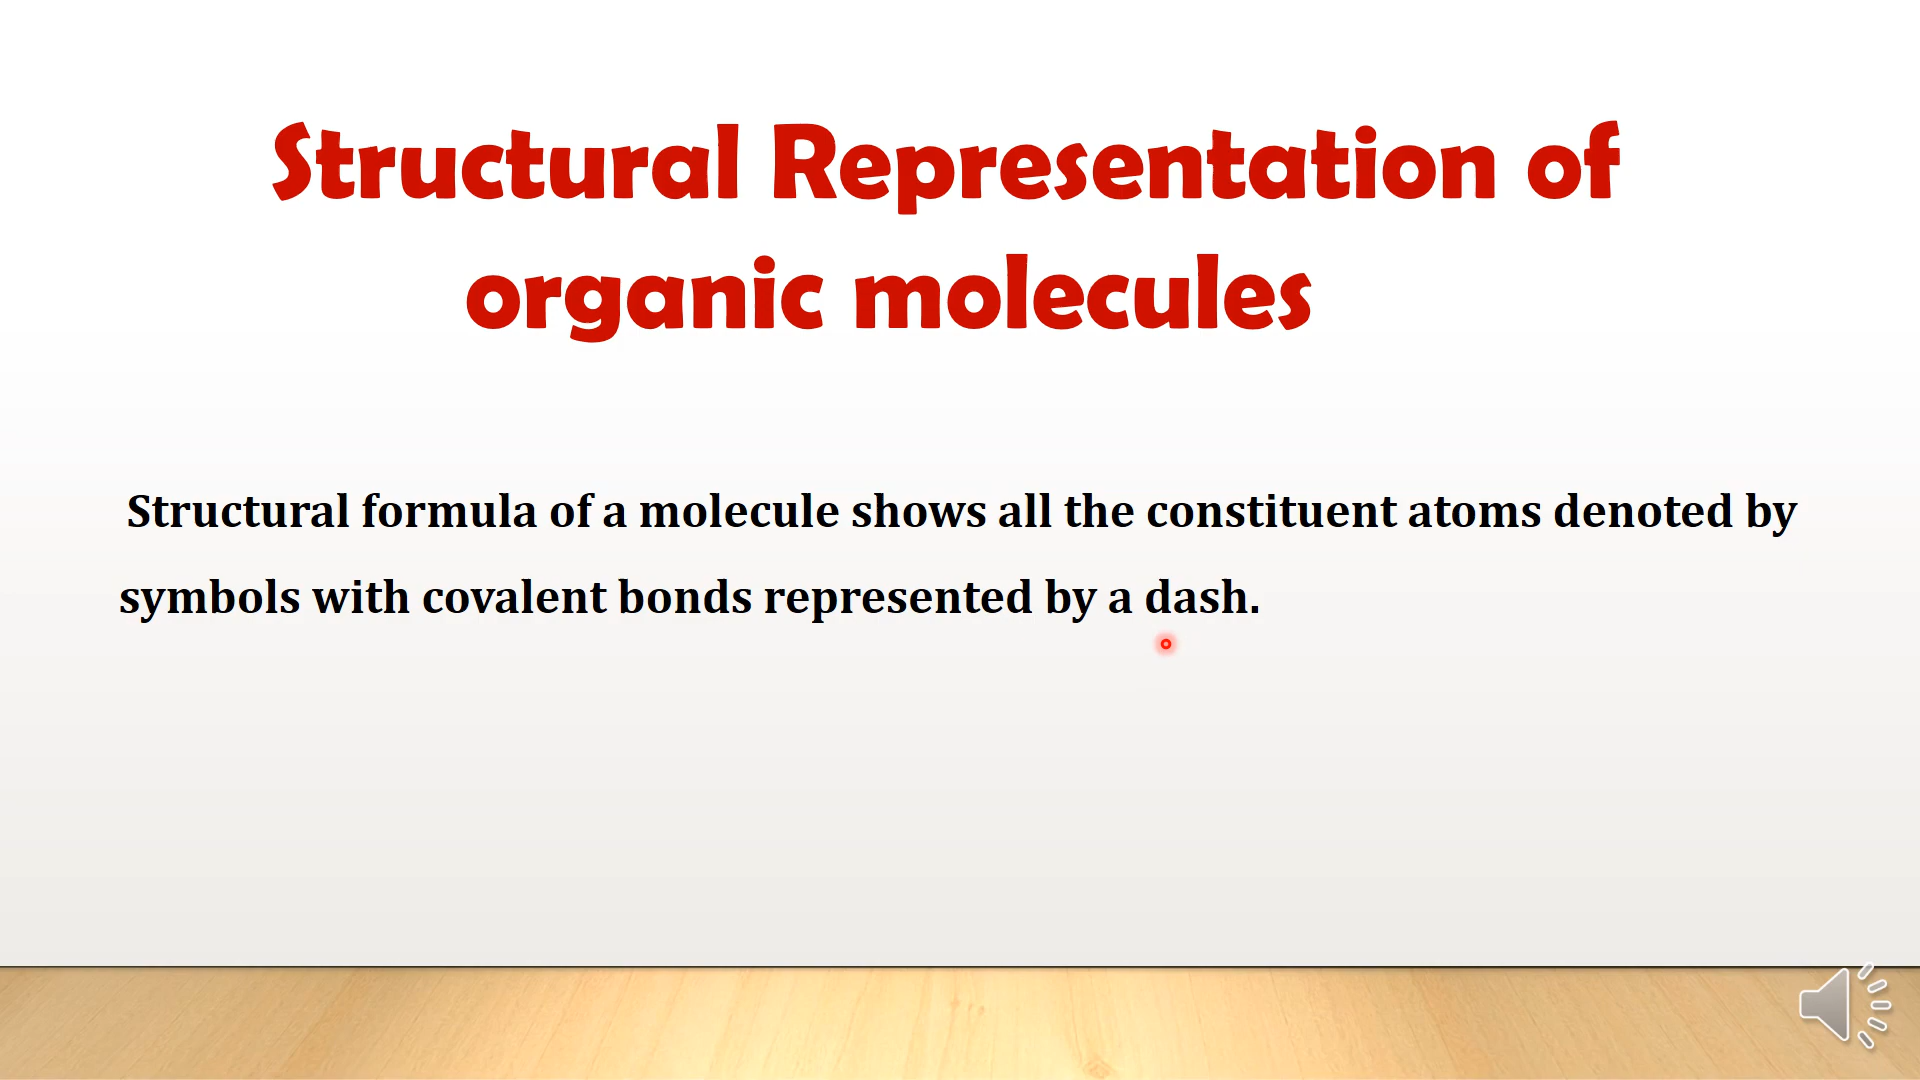 Structural Representation of
organic molecules
Structural formula of a molecule shows all the constituent atoms denoted by
symbols with covalent bonds represented by a dash.